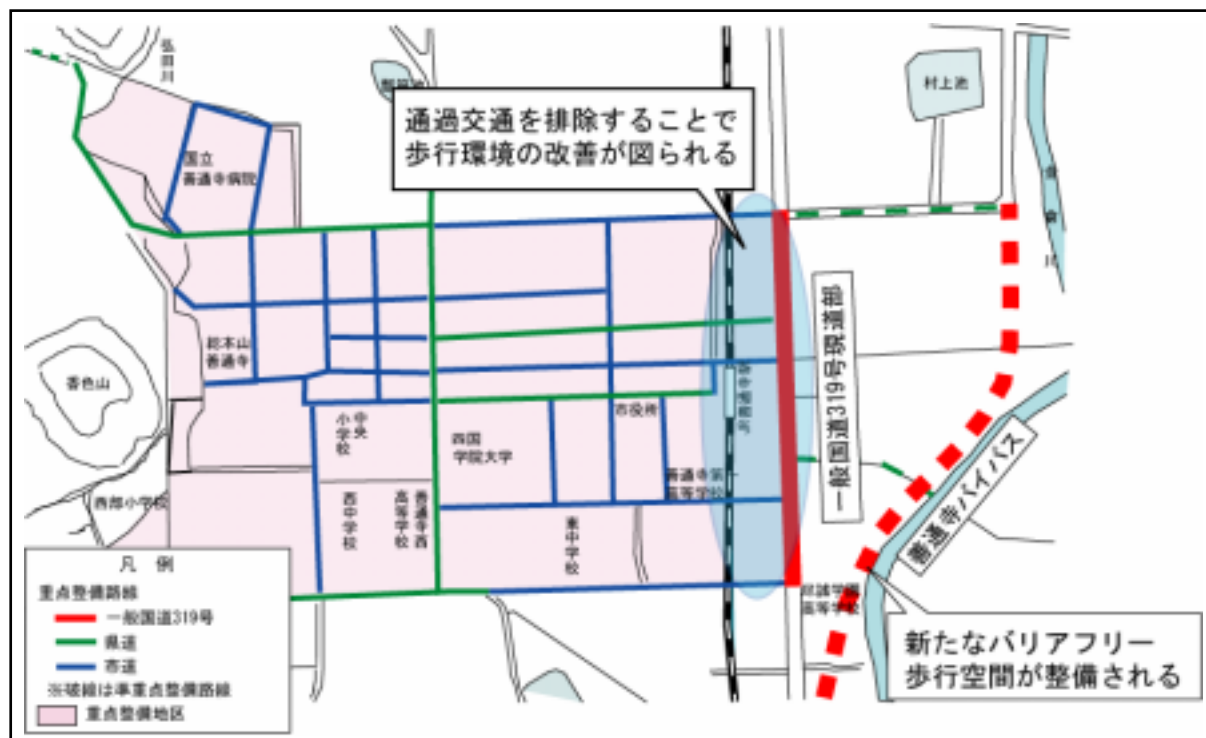 弘田川
村上池
通過交通を排除することで
歩行環境の改善が図られる
国立
善通寺病院
金倉川
総本山
善通寺
香色山
一般国道319号現道部
中央
小学校
四国
学院大学
市役所
善通寺第一
高等学校
西部小学校
西中学校
善通寺西
高等学校
東中学校
善通寺バイパス
高等学校
新たなバリアフリー
歩行空間が整備される
凡 例
重点整備路線
一般国道319号
県道
市道
※破線は準重点整備路線
重点整備地区